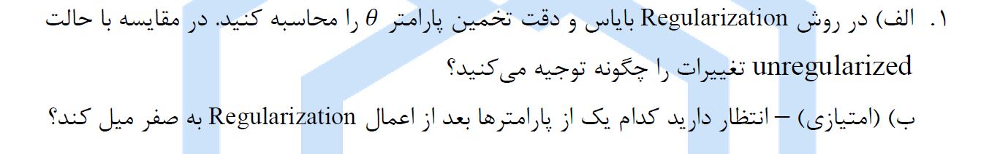 ۱. الف) در روش Regularization بایاس و دقت تخمین پارامتر θ را محاسبه کنید. در مقایسه با حالت
unregularized تغییرات را چگونه توجیه می‌کنید؟
ب) (امتیازی) – انتظار دارید کدام یک از پارامترها بعد از اعمال Regularization به صفر میل کند؟